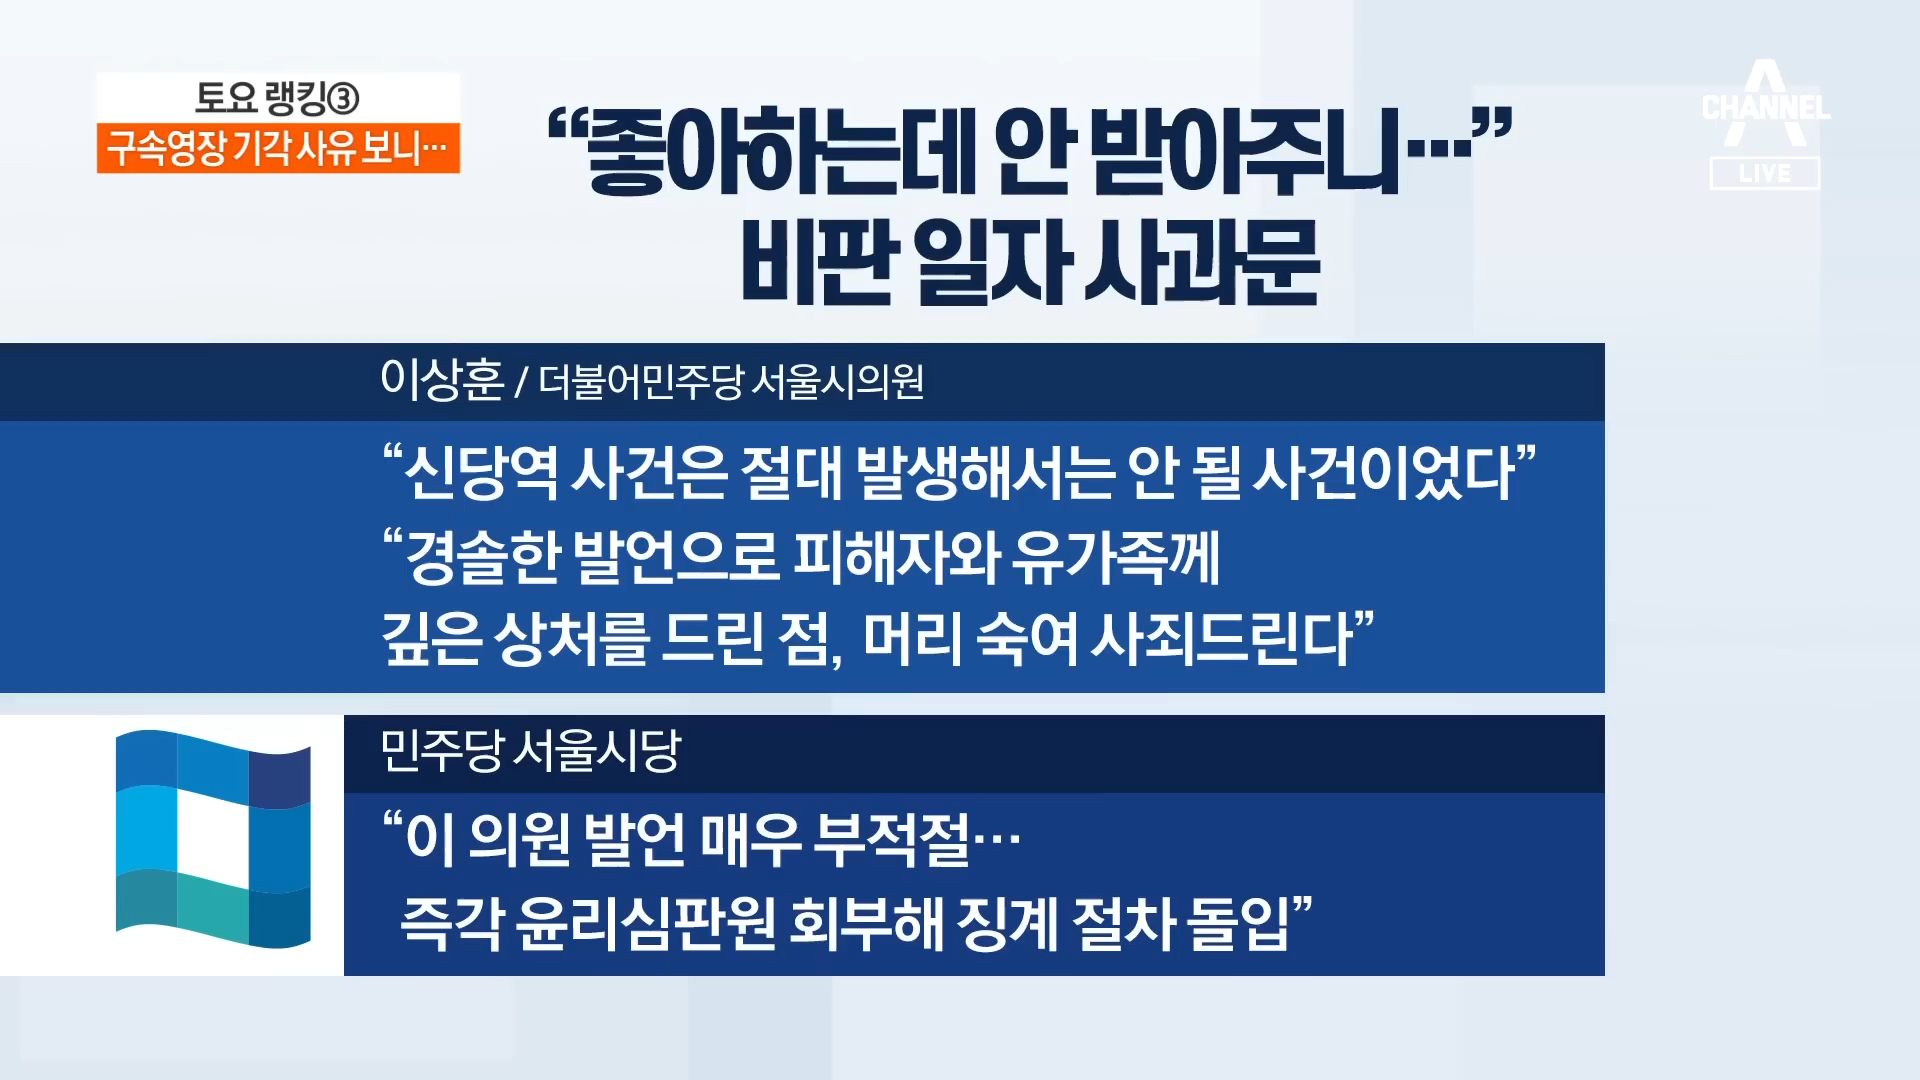 토요 랭킹③
구속영장 기각 사유 보니…
“좋아하는데 안 받아주니…”
비판 일자 사과문
CHANNEL A
LIVE
이상훈 / 더불어민주당 서울시의원
“신당역 사건은 절대 발생해서는 안 될 사건이었다”
“경솔한 발언으로 피해자와 유가족께
깊은 상처를 드린 점, 머리 숙여 사죄드린다”
민주당 서울시당
“이 의원 발언 매우 부적절…
즉각 윤리심판원 회부해 징계 절차 돌입”